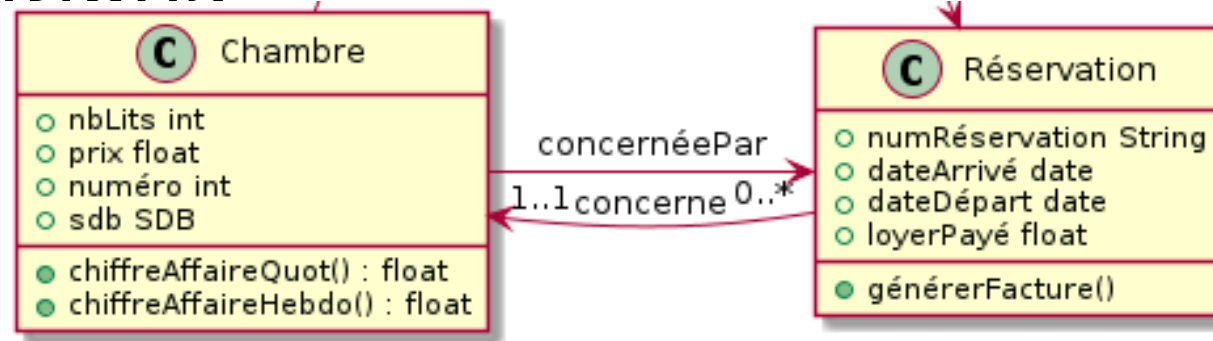 C Chambre
nbLits int
prix float
numéro int
sdb SDB
chiffreAffaireQuot() : float
chiffreAffaireHebdo() : float
concernéePar
1..1 concerne 0..*
C Réservation
numRéservation String
dateArrivé date
dateDépart date
loyerPayé float
générerFacture()